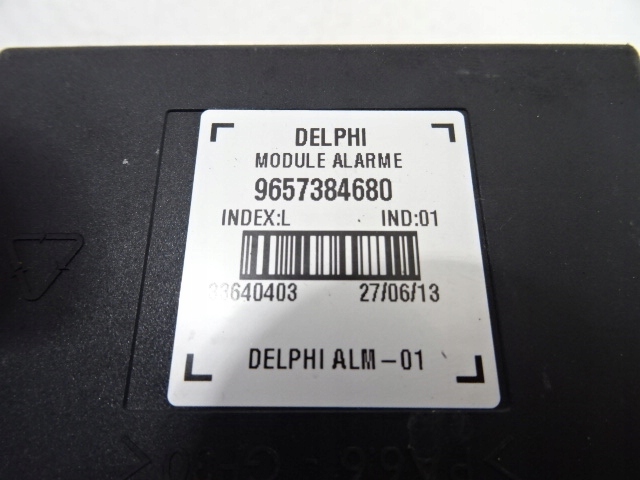 DELPHI
MODULE ALARME
9657384680
INDEX:L IND:01
33640403 27/06/13
DELPHI ALM-01